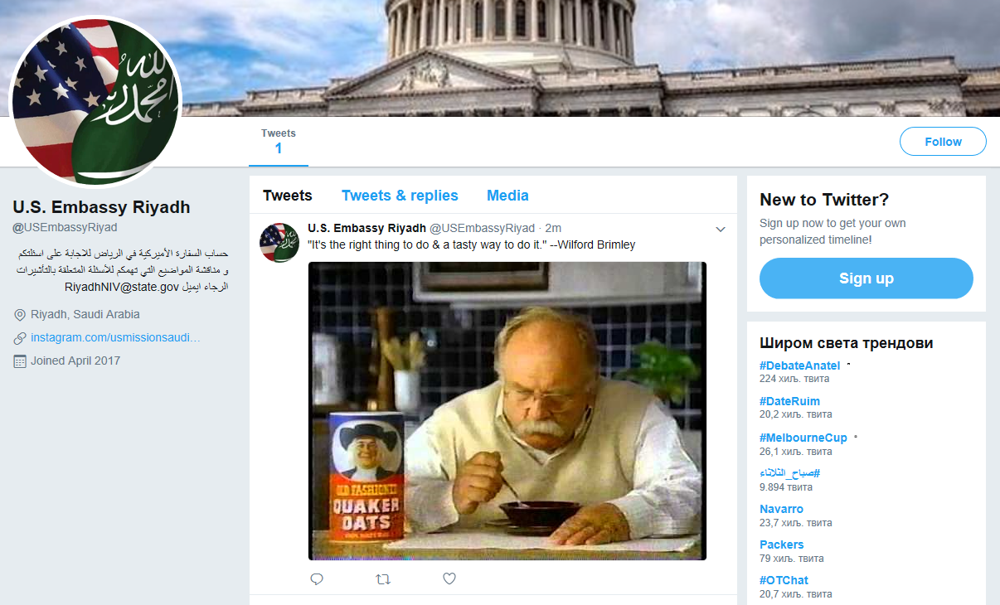 Tweets
1
Follow
U.S. Embassy Riyadh
@USEmbassyRiyad
حساب السفارة الأميركية في الرياض للاجابة على اسئلتكم
و مناقشة المواضيع التي تهمكم للأسئلة المتعلقة بالتأشيرات
الرجاء ايميل RiyadhNIV@state.gov
Riyadh, Saudi Arabia
instagram.com/usmissionsaudi…
Joined April 2017
Tweets Tweets & replies Media
U.S. Embassy Riyadh @USEmbassyRiyad · 2m
"It's the right thing to do & a tasty way to do it." --Wilford Brimley
OLD FASHIONED
QUAKER
OATS
New to Twitter?
Sign up now to get your own
personalized timeline!
Sign up
Широм света трендови
#DebateAnatel
224 хиљ. твита
#DateRuim
20,2 хиљ. твита
#MelbourneCup
26,1 хиљ. твита
#صباح_الثلاثاء
9.894 твита
Navarro
23,7 хиљ. твита
Packers
79 хиљ. твита
#OTChat
20,7 хиљ. твита